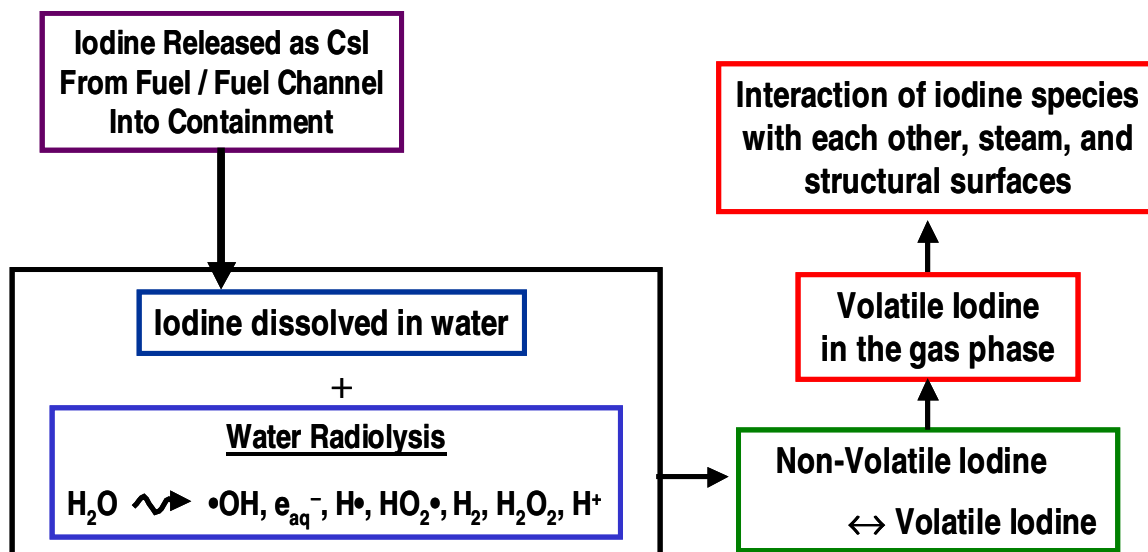 Iodine Released as CsI
From Fuel / Fuel Channel
Into Containment
Iodine dissolved in water
+
Water Radiolysis
H₂O ⇝ •OH, eₐq⁻, H•, HO₂•, H₂, H₂O₂, H⁺
Non-Volatile Iodine
↔ Volatile Iodine
Volatile Iodine
in the gas phase
Interaction of iodine species
with each other, steam, and
structural surfaces